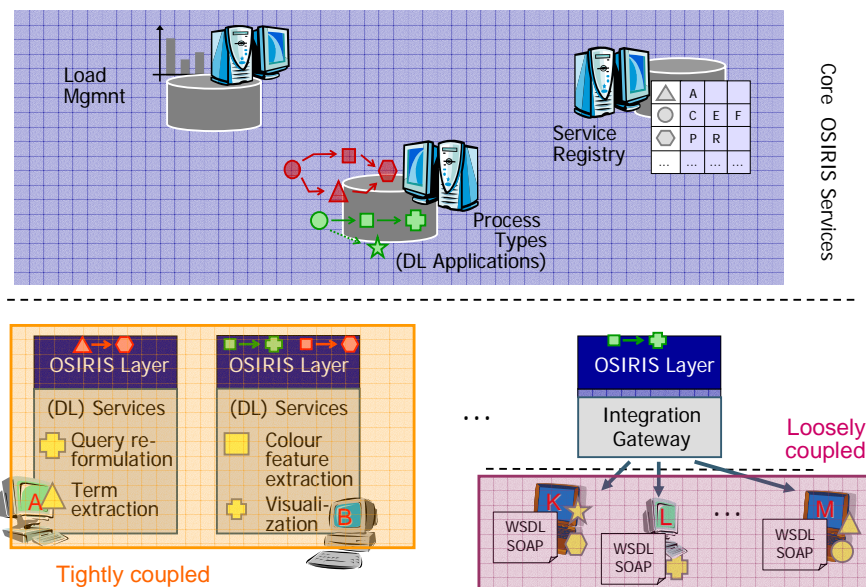 Load
Mgmnt
Service
Registry
A
C E F
P R
... ... ... ...
Process
Types
(DL Applications)
Core OSIRIS Services
OSIRIS Layer
(DL) Services
Query re-
formulation
Term
extraction
A
OSIRIS Layer
(DL) Services
Colour
feature
extraction
Visuali-
zation
B
Tightly coupled
...
OSIRIS Layer
Integration
Gateway
Loosely
coupled
K
WSDL
SOAP
L
WSDL
SOAP
...
M
WSDL
SOAP